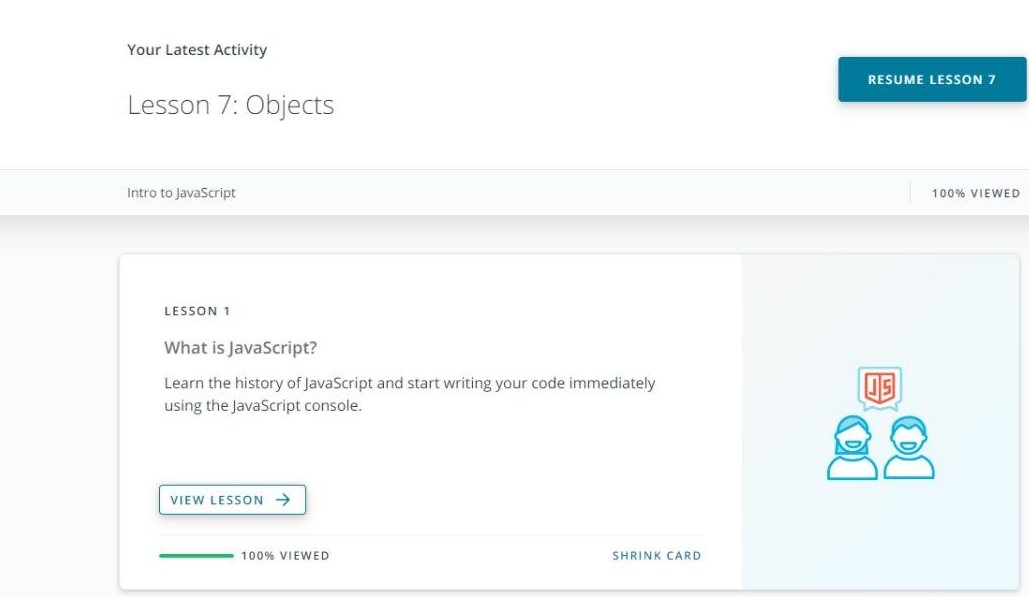 Your Latest Activity
RESUME LESSON 7
Lesson 7: Objects
Intro to JavaScript
100% VIEWED
LESSON 1
What is JavaScript?
Learn the history of JavaScript and start writing your code immediately
using the JavaScript console.
JS
VIEW LESSON
100% VIEWED
SHRINK CARD